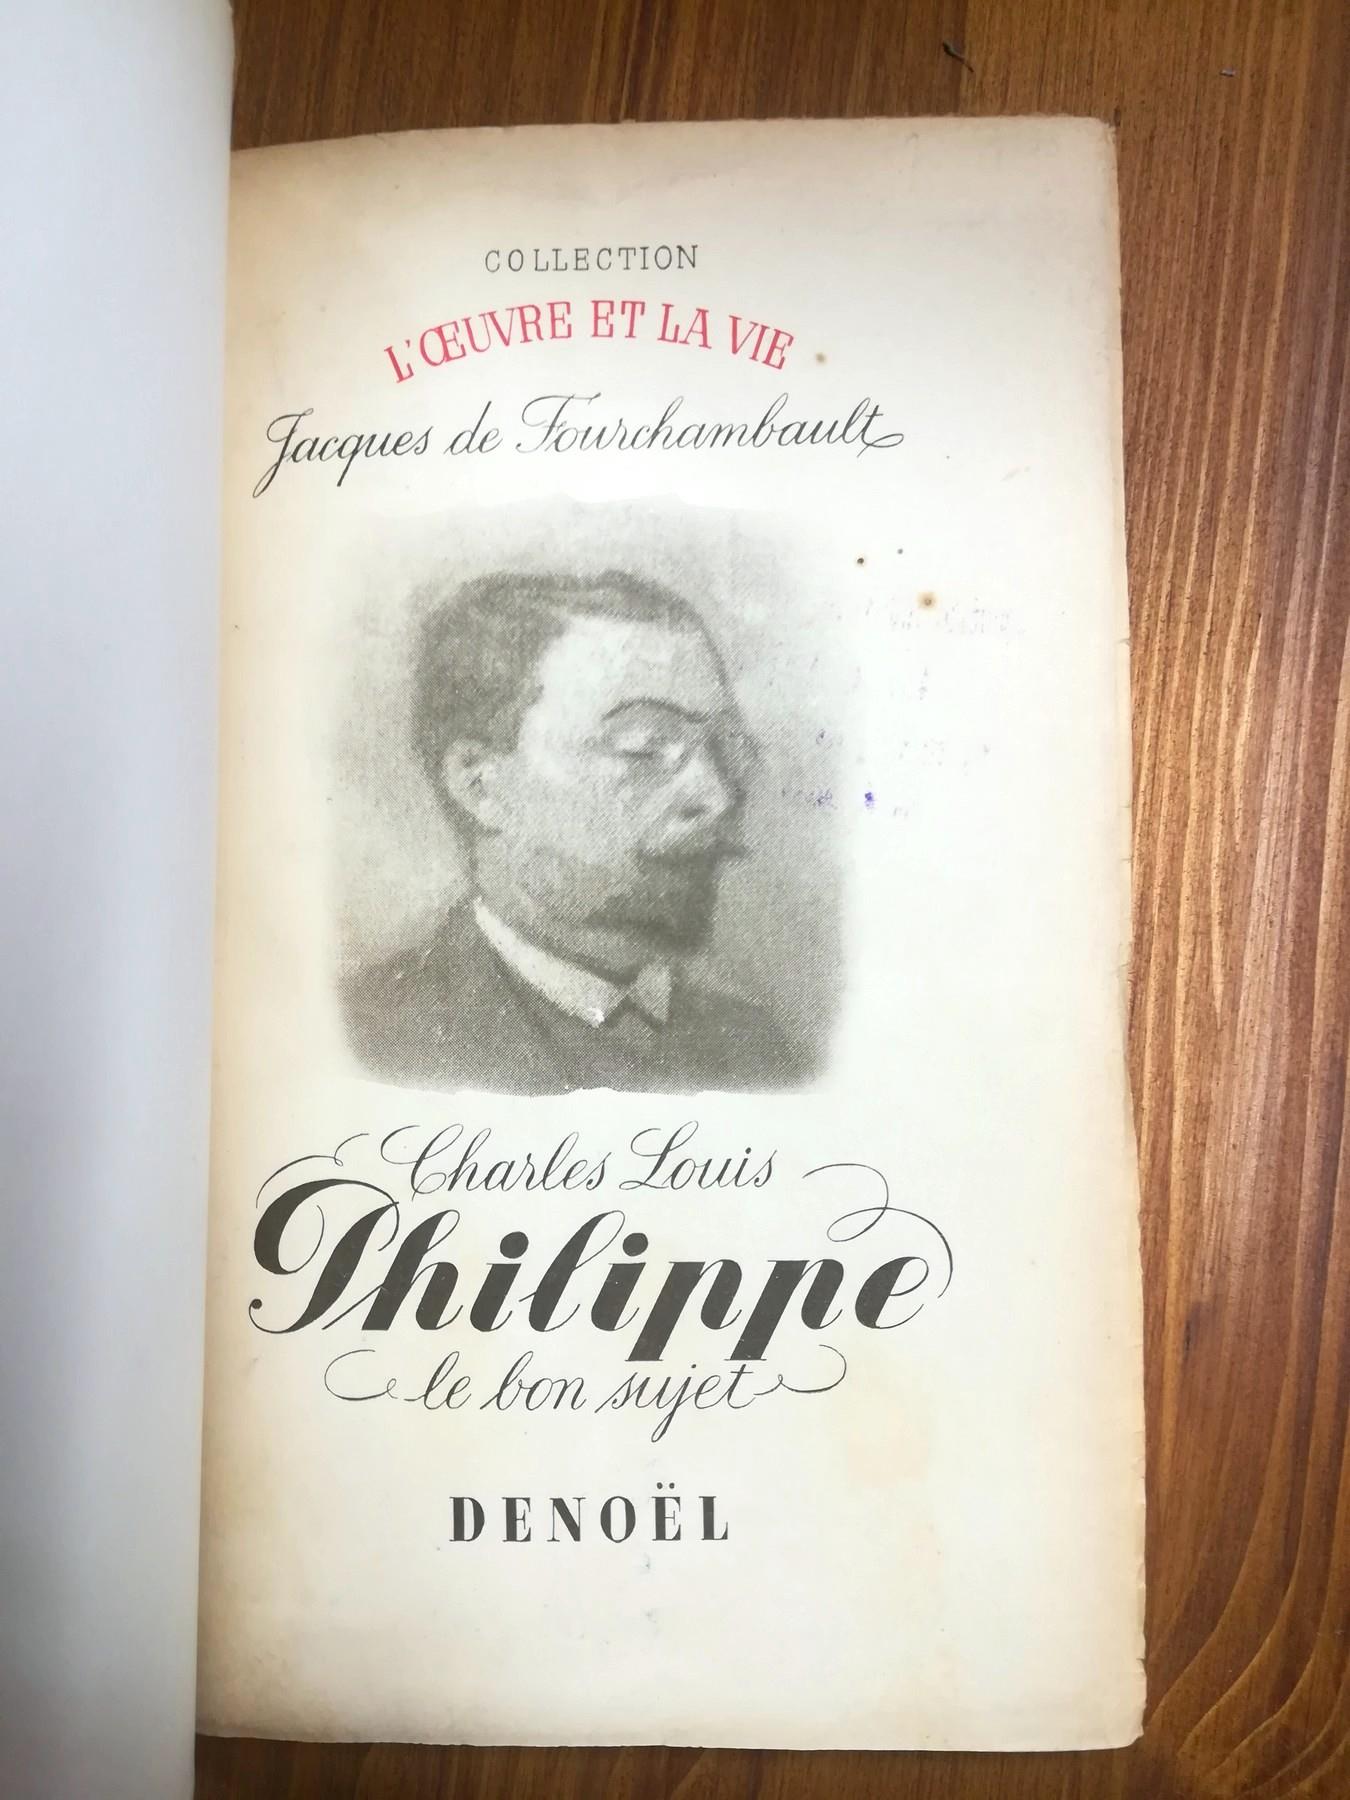 COLLECTION
L'ŒUVRE ET LA VIE
Jacques de Fourchambault
Charles Louis
Philippe
le bon sujet
DENOËL